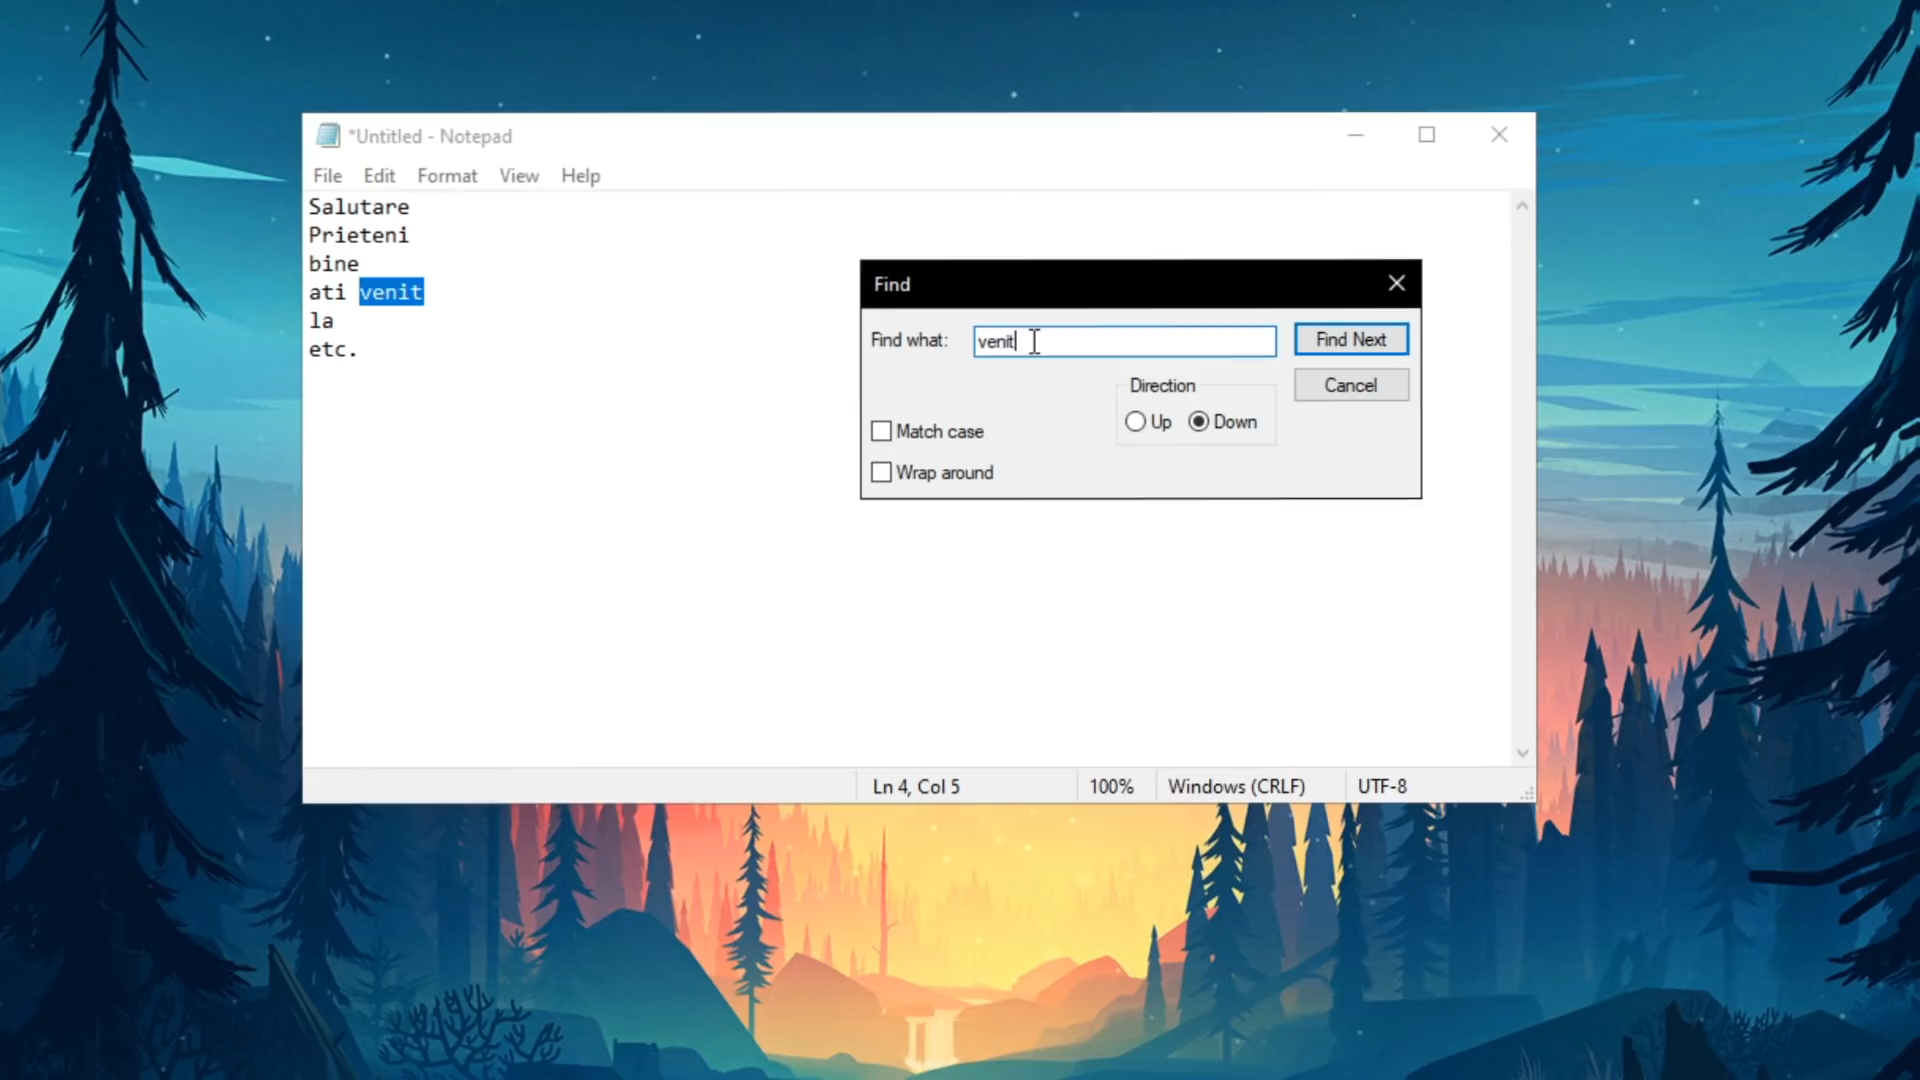 *Untitled - Notepad
File Edit Format View Help
Salutare
Prieteni
bine
ati venit
la
etc.
Find
Find what: venit Find Next
Direction Cancel
Up Down
Match case
Wrap around
Ln 4, Col 5 100% Windows (CRLF) UTF-8